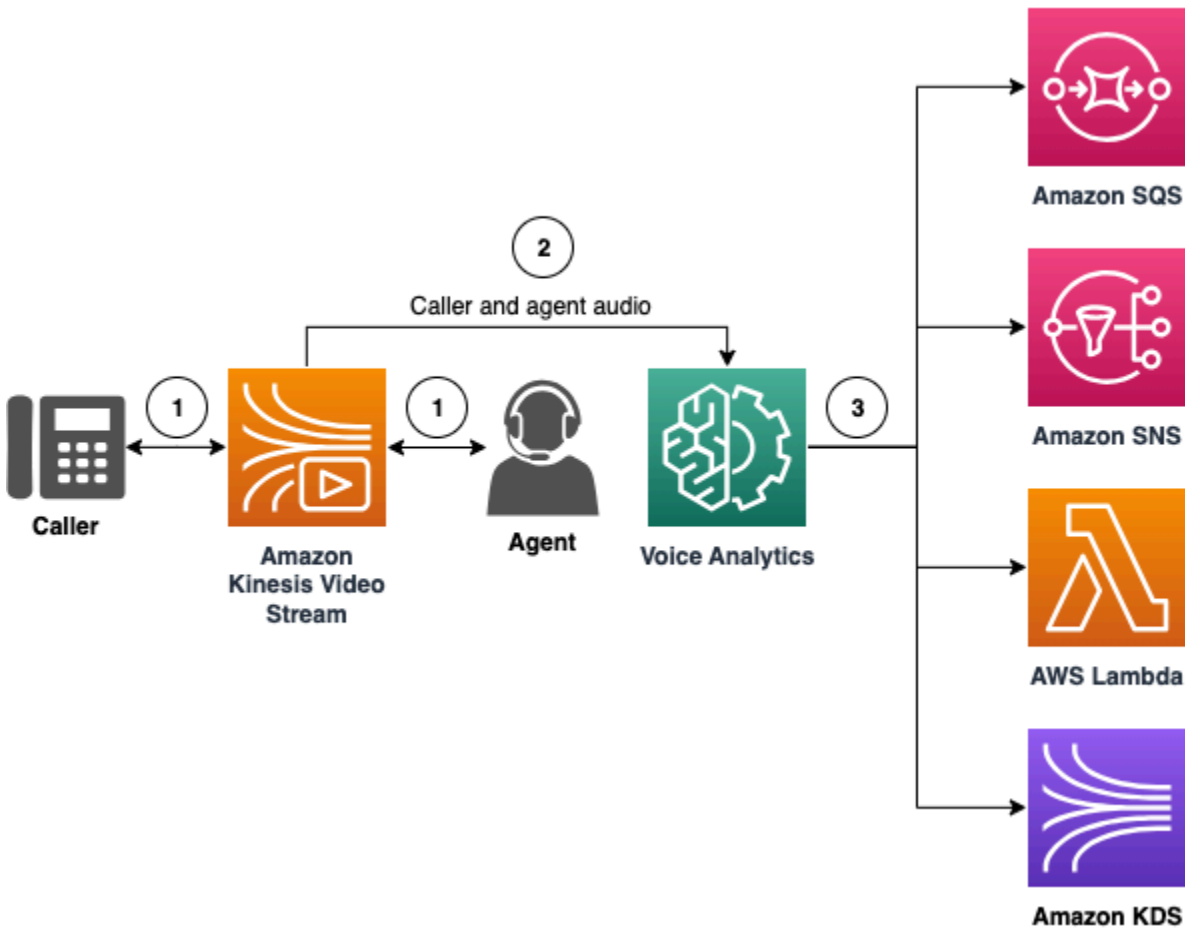 Amazon SQS
2
Caller and agent audio
Amazon SNS
1
1
3
Caller
Amazon
Kinesis Video
Stream
Agent
Voice Analytics
AWS Lambda
Amazon KDS